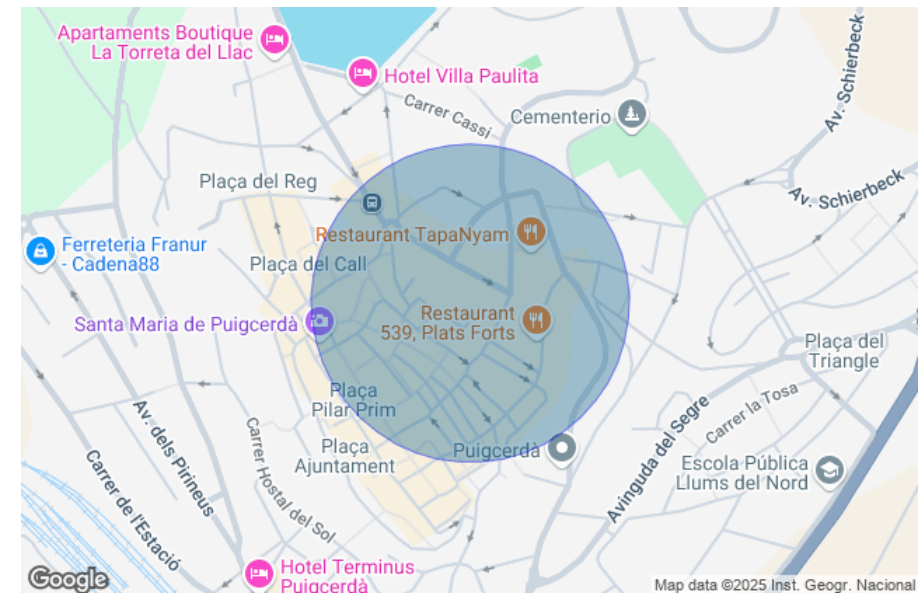 Apartaments Boutique
La Torreta del Llac
Hotel Villa Paulita
Carrer Cassi
Cementerio
Av. Schierbeck
Av. Schierbeck
Plaça del Reg
Restaurant TapaNyam
Ferreteria Franur
- Cadena88
Plaça del Call
Santa Maria de Puigcerdà
Restaurant
539, Plats Forts
Plaça del
Triangle
Plaça
Pilar Prim
Carrer la Tosa
Av. dels Pirineus
Carrer Hostal del Sol
Plaça
Ajuntament
Puigcerdà
Avinguda del Segre
Carrer de l'Estació
Escola Pública
Llums del Nord
Hotel Terminus
Puigcerdà
Google
Map data ©2025 Inst. Geogr. Nacional